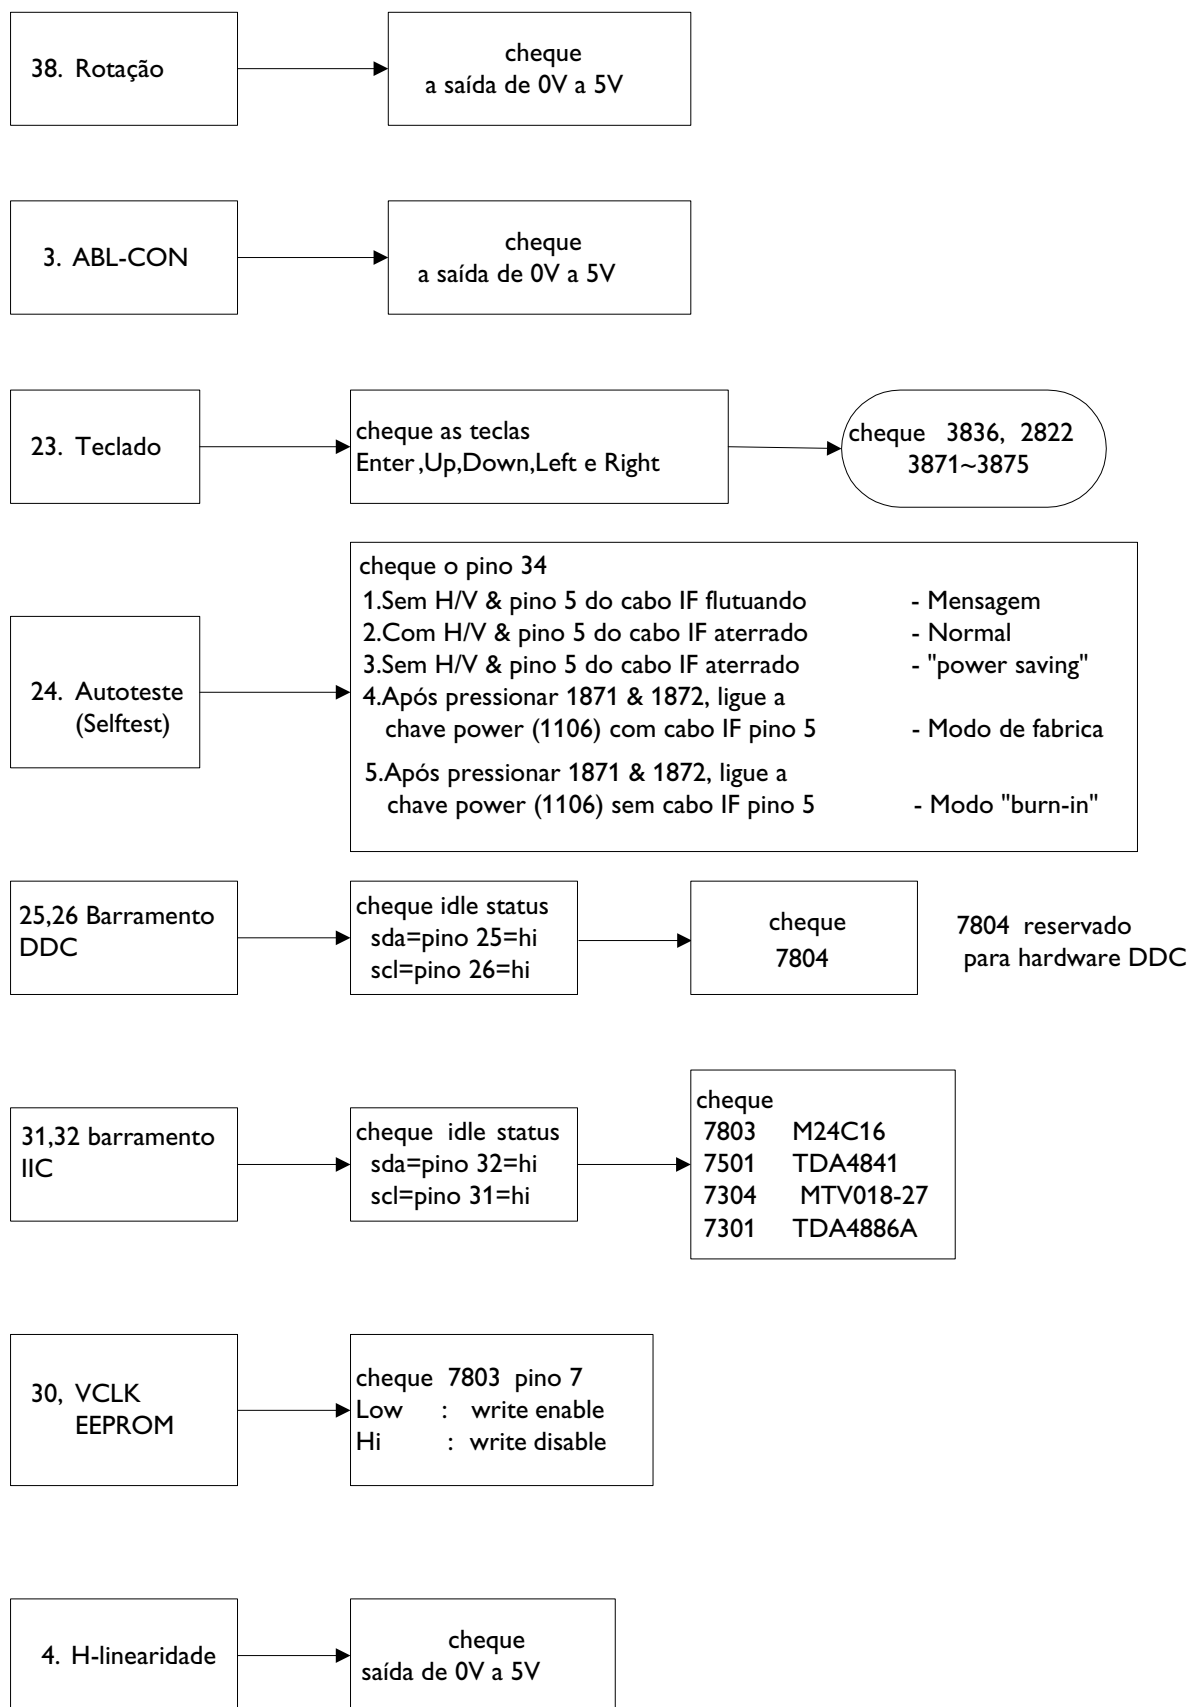 38. Rotação
cheque
a saída de 0V a 5V
3. ABL-CON
cheque
a saída de 0V a 5V
23. Teclado
cheque as teclas
Enter ,Up,Down,Left e Right
cheque 3836, 2822
3871~3875
24. Autoteste
(Selftest)
cheque o pino 34
1.Sem H/V & pino 5 do cabo IF flutuando - Mensagem
2.Com H/V & pino 5 do cabo IF aterrado - Normal
3.Sem H/V & pino 5 do cabo IF aterrado - "power saving"
4.Após pressionar 1871 & 1872, ligue a
chave power (1106) com cabo IF pino 5 - Modo de fabrica
5.Após pressionar 1871 & 1872, ligue a
chave power (1106) sem cabo IF pino 5 - Modo "burn-in"
25,26 Barramento
DDC
cheque idle status
sda=pino 25=hi
scl=pino 26=hi
cheque
7804
7804 reservado
para hardware DDC
31,32 barramento
IIC
cheque idle status
sda=pino 32=hi
scl=pino 31=hi
cheque
7803 M24C16
7501 TDA4841
7304 MTV018-27
7301 TDA4886A
30, VCLK
EEPROM
cheque 7803 pino 7
Low : write enable
Hi : write disable
4. H-linearidade
cheque
saída de 0V a 5V